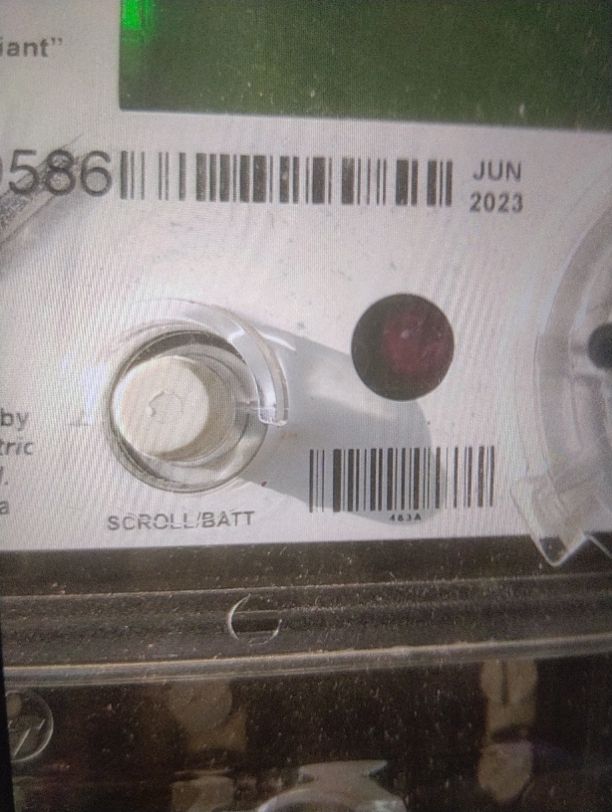 iant”
586
JUN
2023
by
tric
.
a
SCROLL/BATT
463A